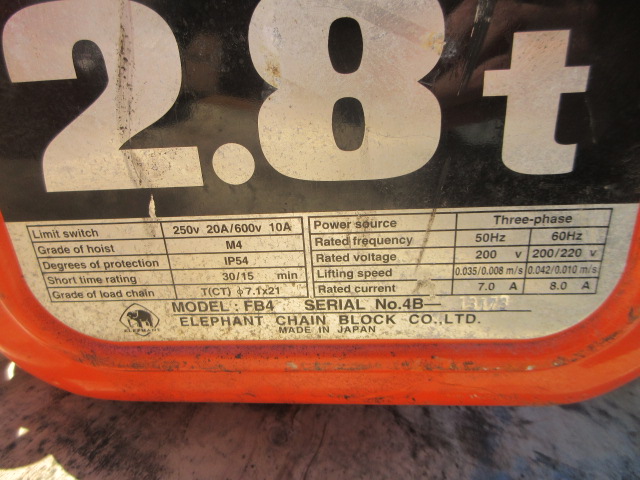 2.8t
Limit switch 250v 20A/600v 10A
Grade of hoist M4
Degrees of protection IP54
Short time rating 30/15 min
Grade of load chain T(CT) φ7.1x21
Power source Three-phase
Rated frequency 50Hz 60Hz
Rated voltage 200 v 200/220 v
Lifting speed 0.035/0.008 m/s 0.042/0.010 m/s
Rated current 7.0 A 8.0 A
MODEL: FB4 SERIAL No.4B—
ELEPHANT
ELEPHANT CHAIN BLOCK CO.,LTD.
MADE IN JAPAN